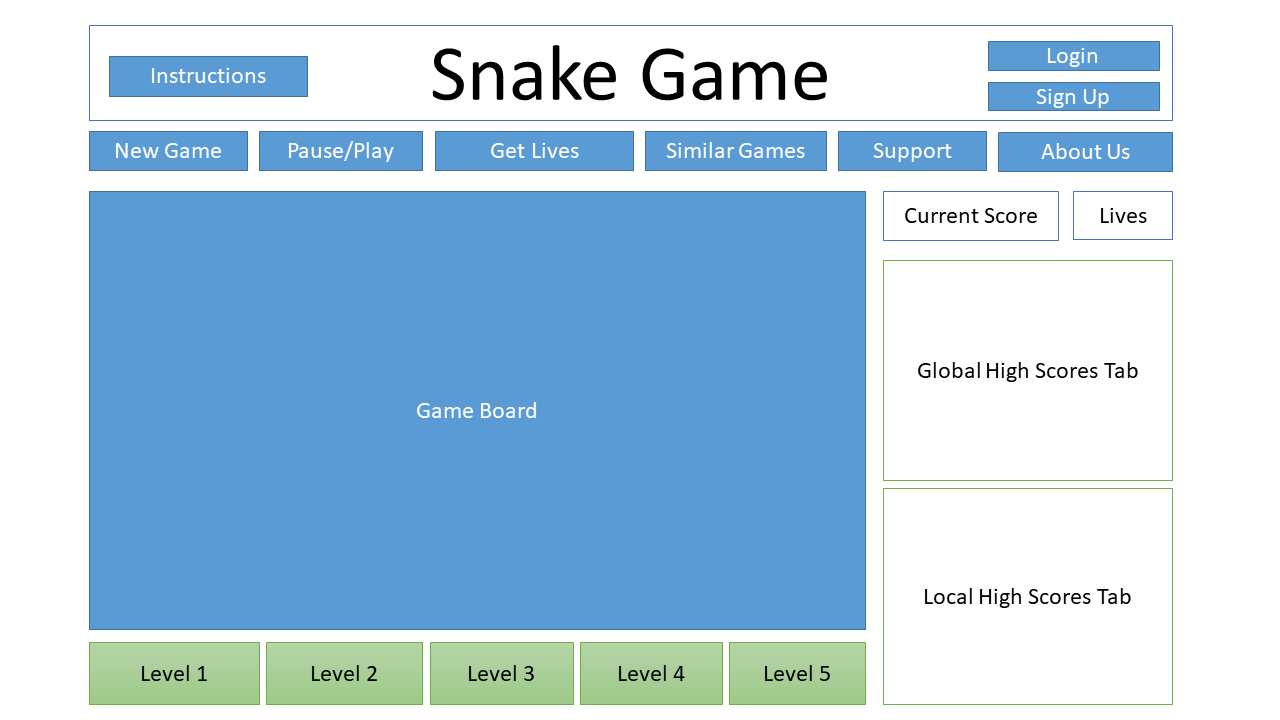 Instructions
Snake Game
Login
Sign Up
New Game
Pause/Play
Get Lives
Similar Games
Support
About Us
Game Board
Current Score
Lives
Global High Scores Tab
Local High Scores Tab
Level 1
Level 2
Level 3
Level 4
Level 5